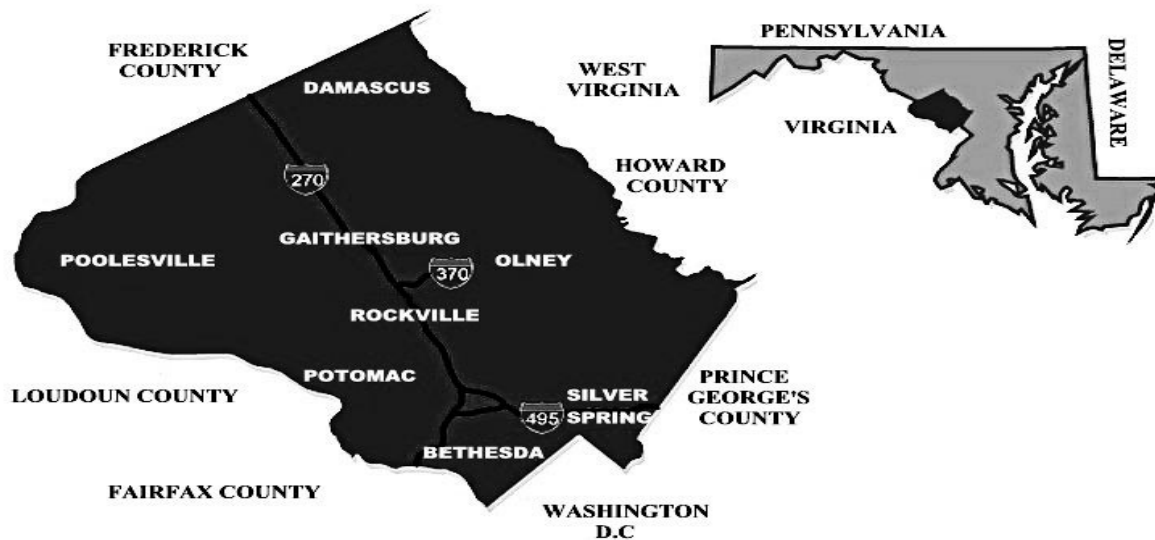 FREDERICK
COUNTY
DAMASCUS
270
GAITHERSBURG
POOLESVILLE
370
OLNEY
HOWARD
COUNTY
ROCKVILLE
LOUDOUN COUNTY
POTOMAC
495
SILVER
SPRING
PRINCE
GEORGE'S
COUNTY
BETHESDA
FAIRFAX COUNTY
WASHINGTON
D.C
PENNSYLVANIA
WEST
VIRGINIA
VIRGINIA
DELAWARE